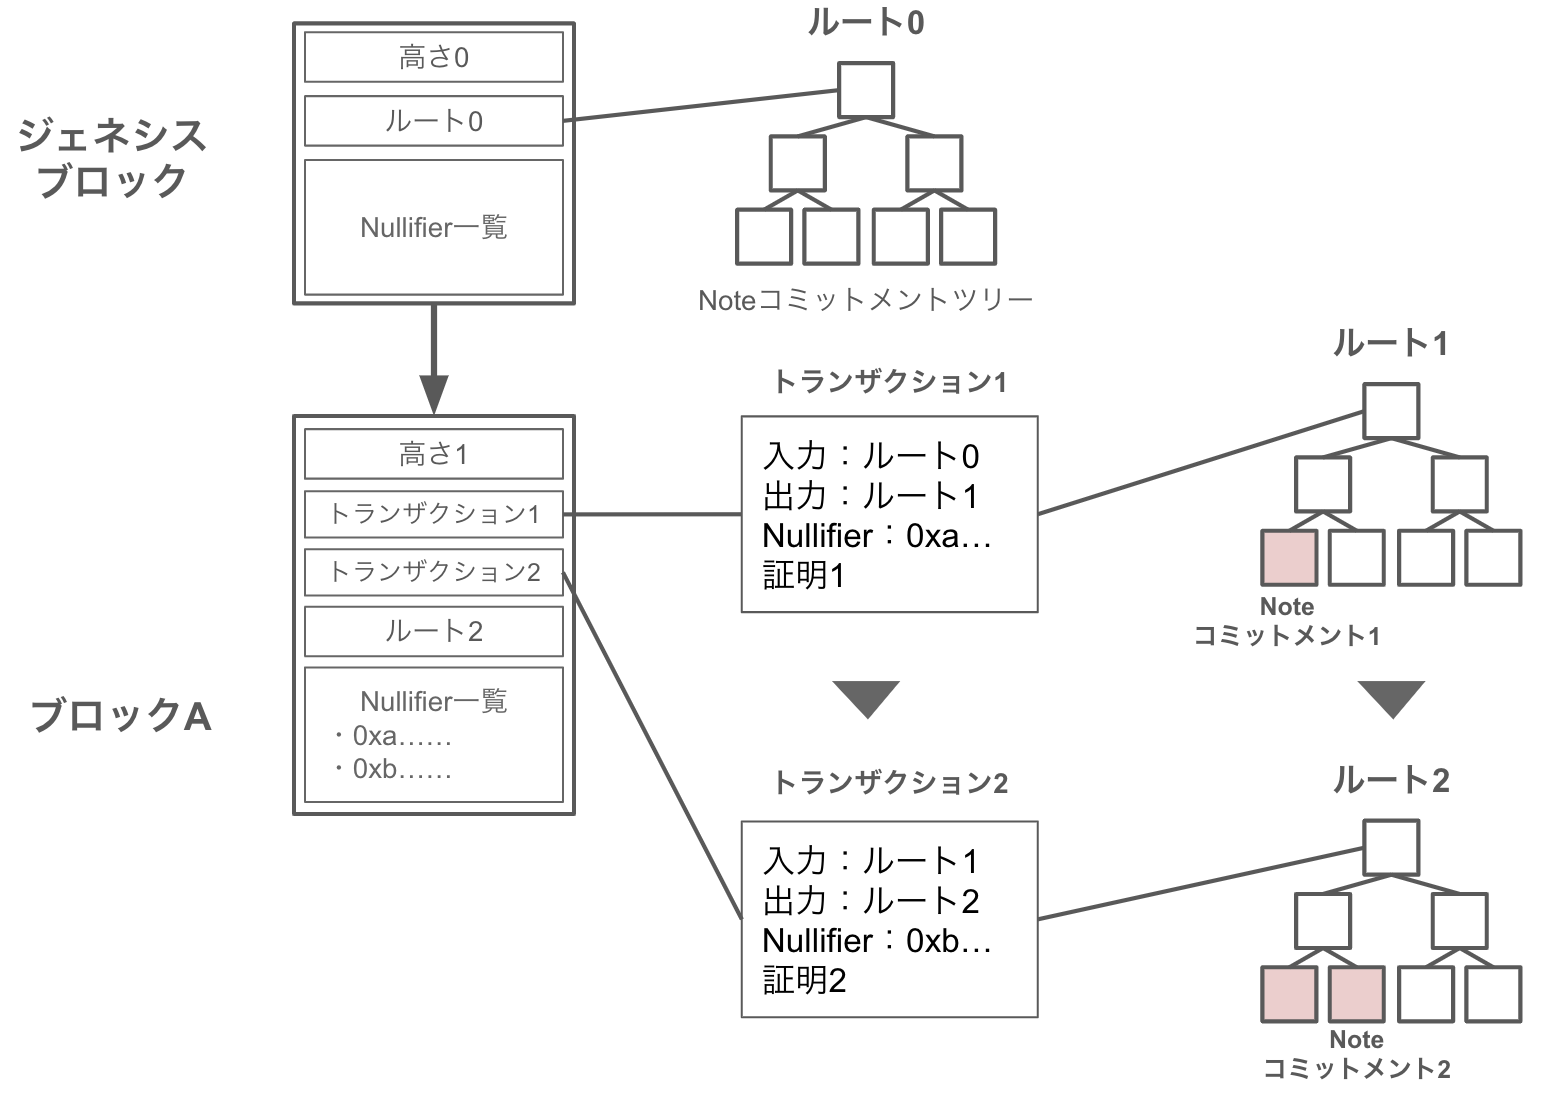 ジェネシス
ブロック
高さ0
ルート0
Nullifier一覧
ルート0
Noteコミットメントツリー
ブロックA
高さ1
トランザクション1
トランザクション2
ルート2
Nullifier一覧
・0xa……
・0xb……
トランザクション1
入力：ルート0
出力：ルート1
Nullifier：0xa…
証明1
ルート1
Note
コミットメント1
トランザクション2
入力：ルート1
出力：ルート2
Nullifier：0xb…
証明2
ルート2
Note
コミットメント2